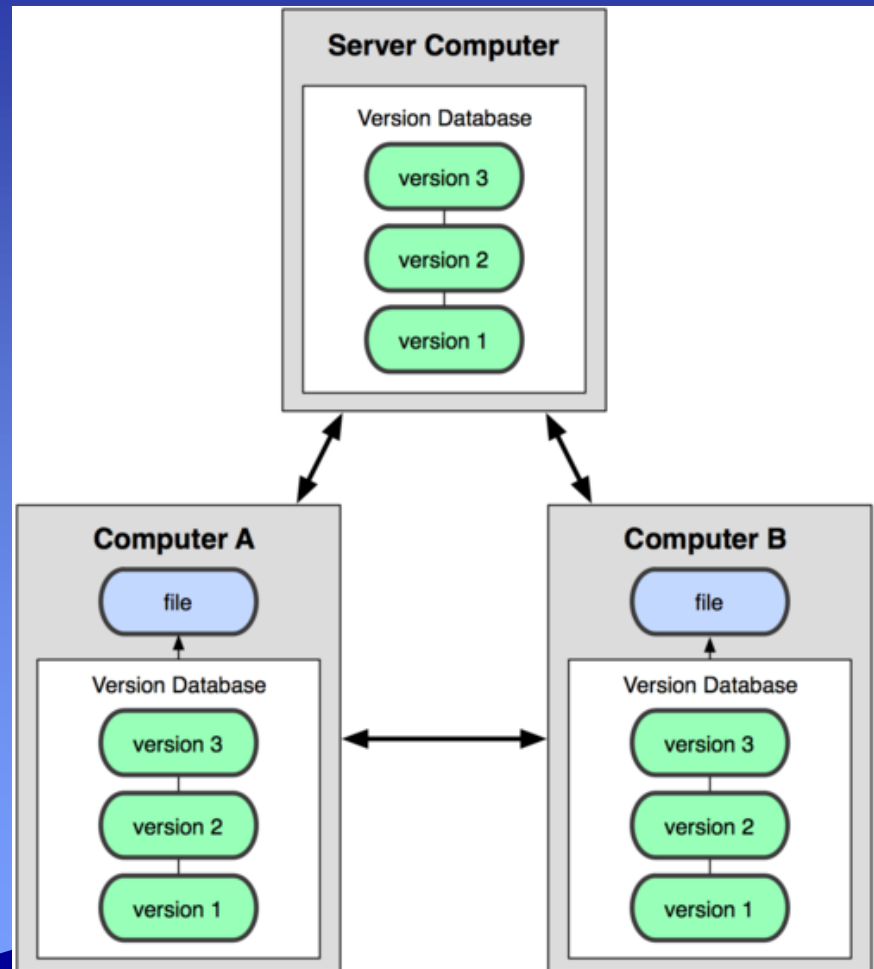 Server Computer
Version Database
version 3
version 2
version 1
Computer A
file
Version Database
version 3
version 2
version 1
Computer B
file
Version Database
version 3
version 2
version 1